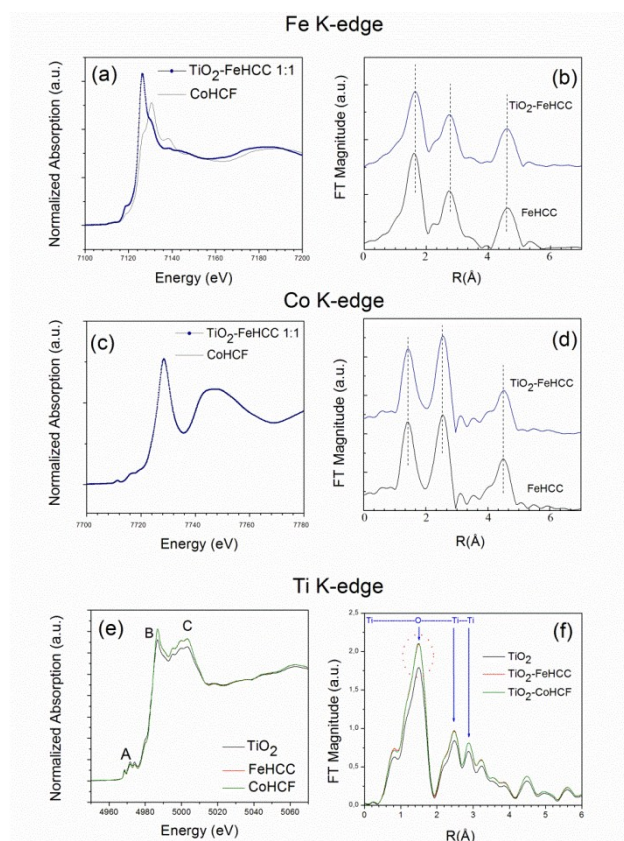 Fe K-edge
(a)
TiO2-FeHCC 1:1
CoHCF
Normalized Absorption (a.u.)
7100 7120 7140 7160 7180 7200
Energy (eV)
(b)
TiO2-FeHCC
FeHCC
FT Magnitude (a.u.)
0 2 4 6
R(Å)
Co K-edge
(c)
TiO2-FeHCC 1:1
CoHCF
Normalized Absorption (a.u.)
7700 7720 7740 7760 7780
Energy (eV)
(d)
TiO2-FeHCC
FeHCC
FT Magnitude (a.u.)
0 2 4 6
R(Å)
Ti K-edge
(e)
A
B
C
TiO2
FeHCC
CoHCF
Normalized Absorption (a.u.)
4960 4980 5000 5020 5040 5060
Energy (eV)
(f)
Ti O Ti Ti
TiO2
TiO2-FeHCC
TiO2-CoHCF
FT Magnitude (a.u.)
2,5
2,0
1,5
1,0
0,5
0,0
0 1 2 3 4 5 6
R(Å)